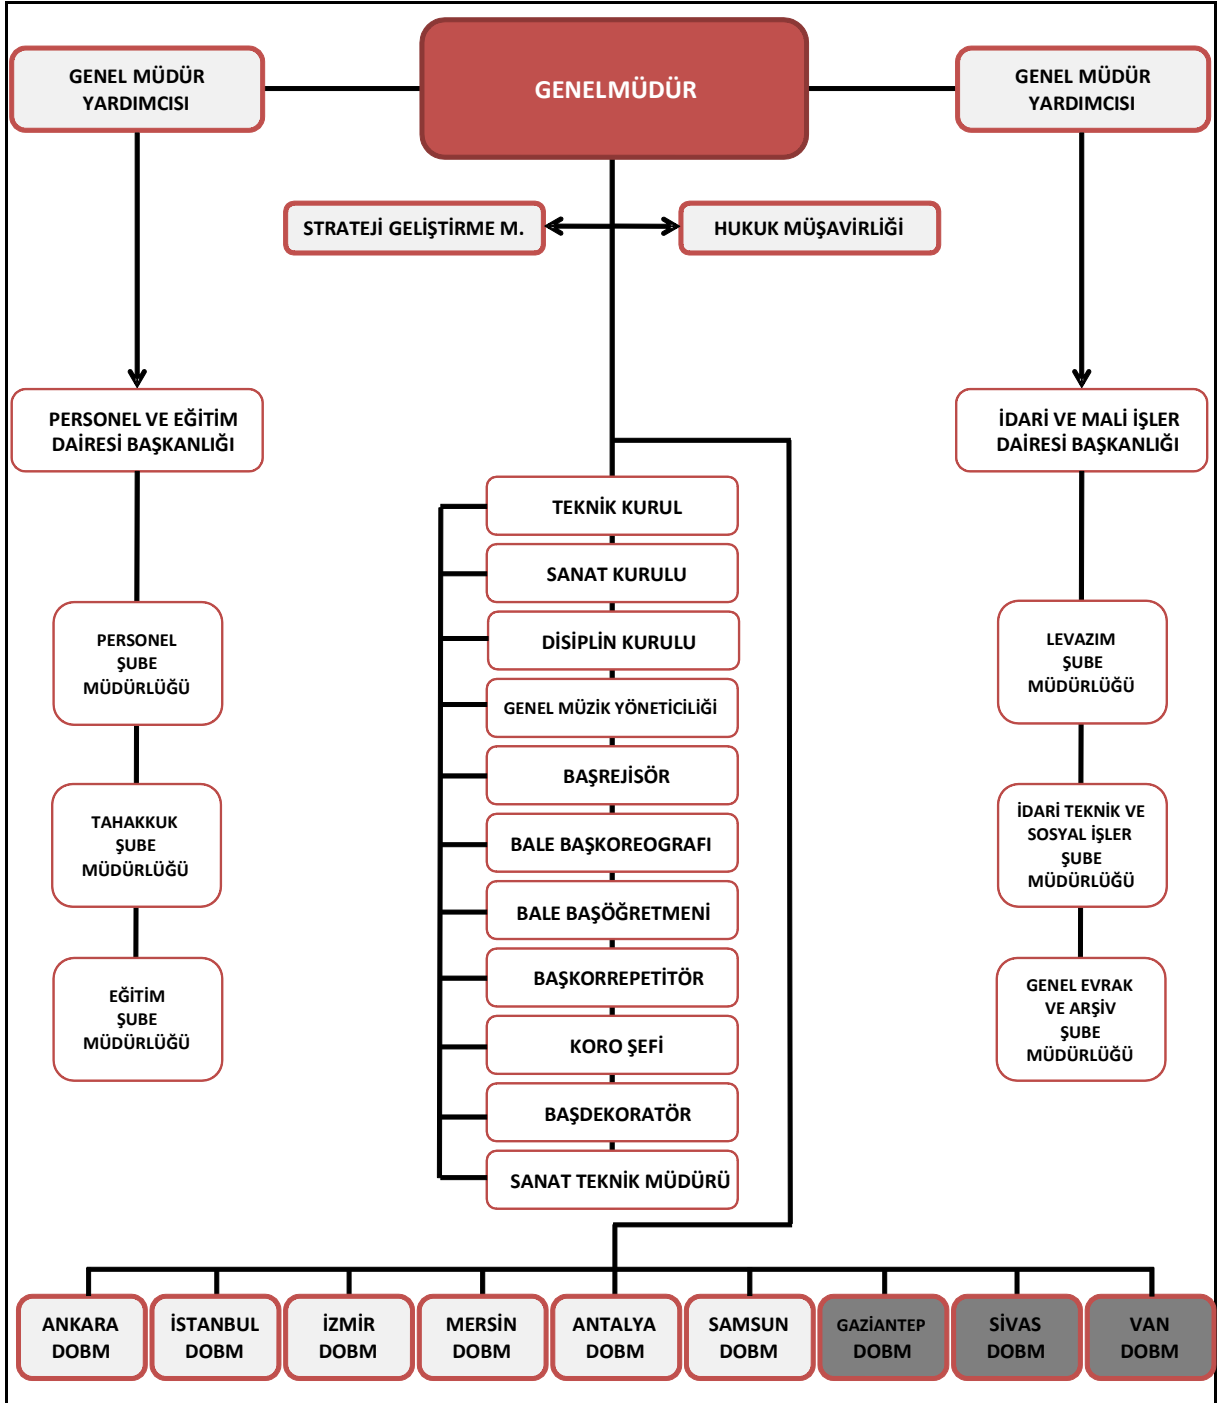 GENEL MÜDÜR
YARDIMCISI
GENELMÜDÜR
GENEL MÜDÜR
YARDIMCISI
STRATEJİ GELİŞTİRME M.
HUKUK MÜŞAVİRLİĞİ
PERSONEL VE EĞİTİM
DAİRESİ BAŞKANLIĞI
İDARİ VE MALİ İŞLER
DAİRESİ BAŞKANLIĞI
PERSONEL
ŞUBE
MÜDÜRLÜĞÜ
TAHAKKUK
ŞUBE
MÜDÜRLÜĞÜ
EĞİTİM
ŞUBE
MÜDÜRLÜĞÜ
TEKNİK KURUL
SANAT KURULU
DISİPLİN KURULU
GENEL MÜZİK YÖNETİCİLİĞİ
BAŞREJİSÖR
BALE BAŞKOREOGRAFI
BALE BAŞÖĞRETMENİ
BAŞKORREPETİTÖR
KORO ŞEFİ
BAŞDEKORATÖR
SANAT TEKNİK MÜDÜRÜ
LEVAZIM
ŞUBE
MÜDÜRLÜĞÜ
İDARİ TEKNİK VE
SOSYAL İŞLER
ŞUBE
MÜDÜRLÜĞÜ
GENEL EVRAK
VE ARŞİV
ŞUBE
MÜDÜRLÜĞÜ
ANKARA
DOBM
İSTANBUL
DOBM
İZMİR
DOBM
MERSİN
DOBM
ANTALYA
DOBM
SAMSUN
DOBM
GAZİANTEP
DOBM
SİVAS
DOBM
VAN
DOBM